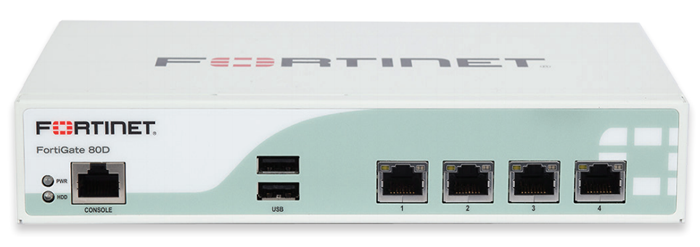 FORTINET®
FORTINET®
FortiGate 80D
PWR
HDD
CONSOLE
USB
1 2 3 4